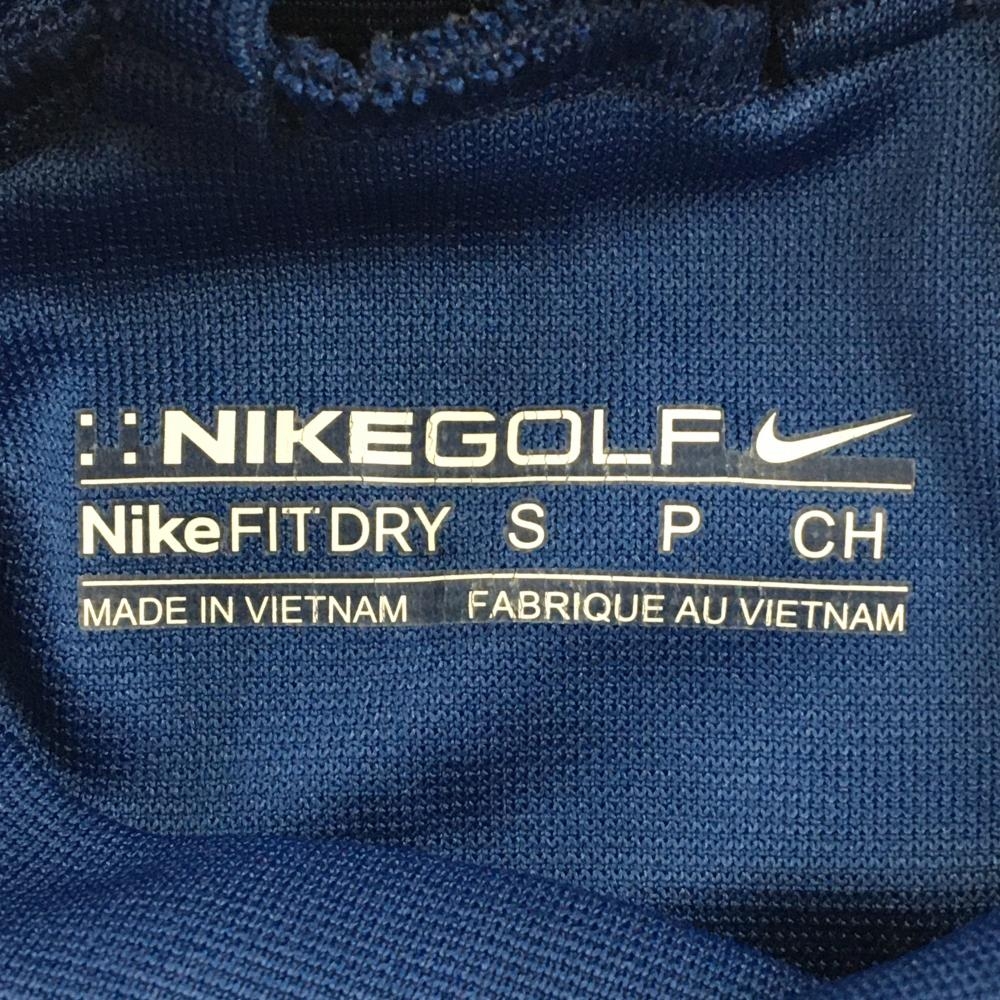 NIKEGOLF
NikeFIT DRY S P CH
MADE IN VIETNAM FABRIQUE AU VIETNAM